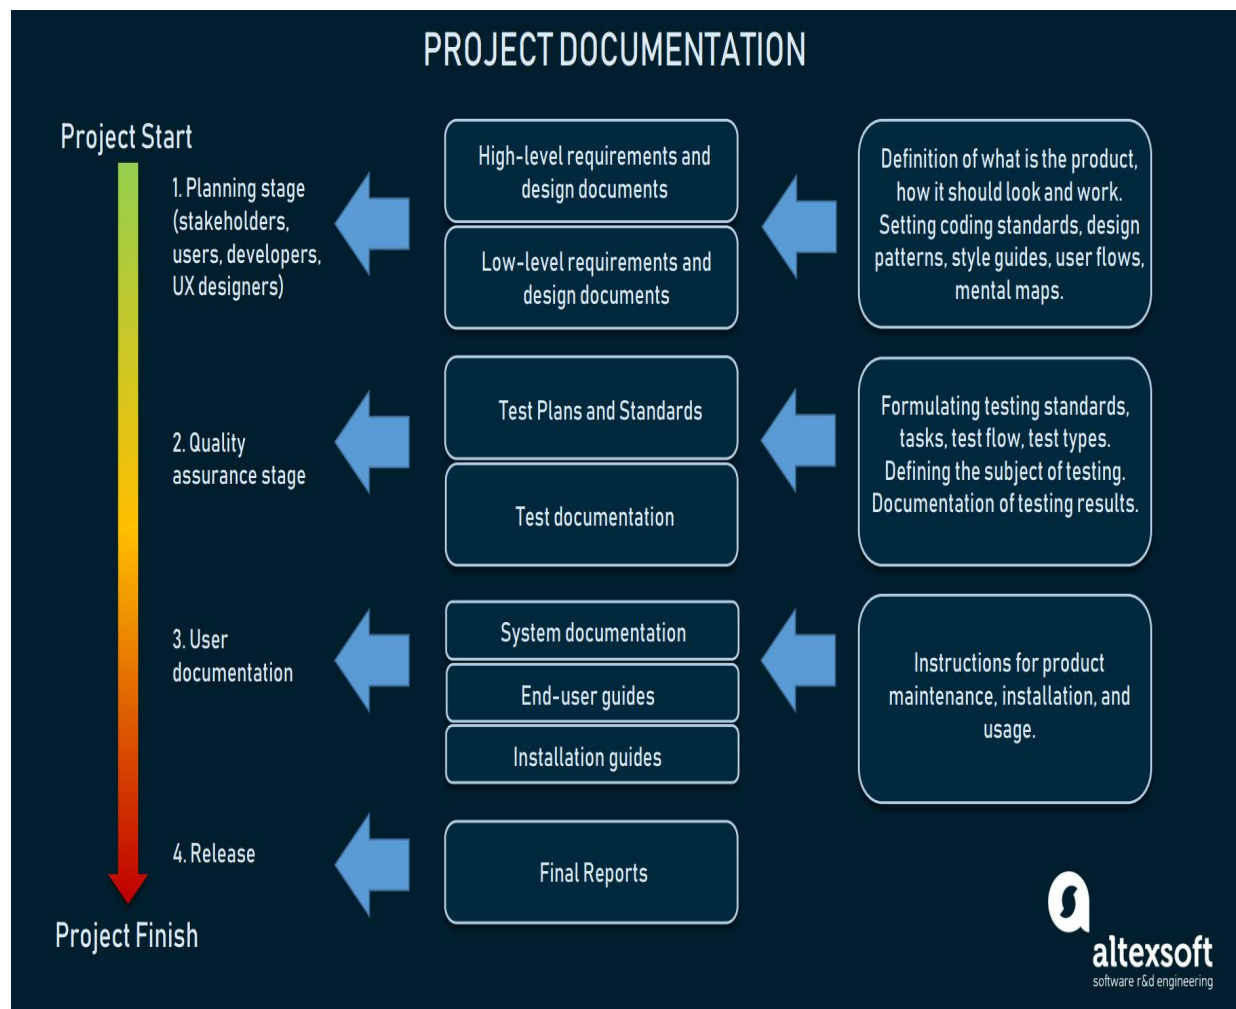 PROJECT DOCUMENTATION
Project Start
1. Planning stage
(stakeholders,
users, developers,
UX designers)
High-level requirements and
design documents
Low-level requirements and
design documents
Definition of what is the product,
how it should look and work.
Setting coding standards, design
patterns, style guides, user flows,
mental maps.
2. Quality
assurance stage
Test Plans and Standards
Test documentation
Formulating testing standards,
tasks, test flow, test types.
Defining the subject of testing.
Documentation of testing results.
3. User
documentation
System documentation
End-user guides
Installation guides
Instructions for product
maintenance, installation, and
usage.
4. Release
Final Reports
Project Finish
altexsoft
software r&d engineering